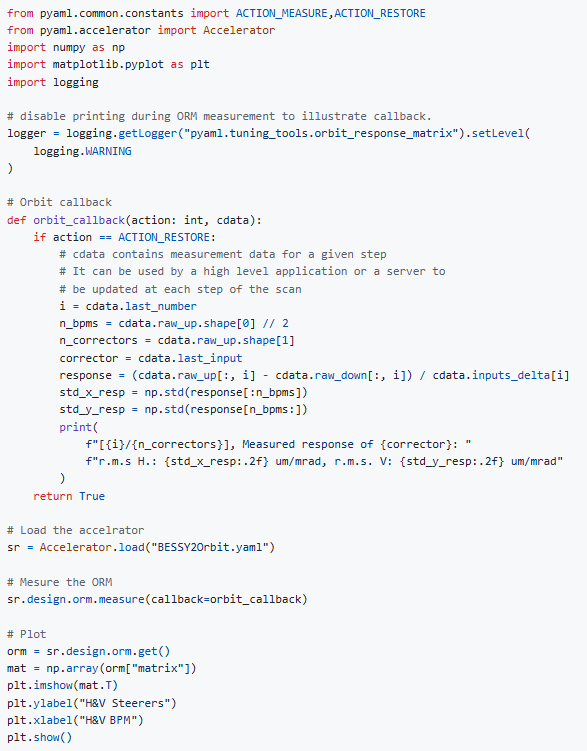 from pyaml.common.constants import ACTION_MEASURE,ACTION_RESTORE
from pyaml.accelerator import Accelerator
import numpy as np
import matplotlib.pyplot as plt
import logging

# disable printing during ORM measurement to illustrate callback.
logger = logging.getLogger("pyaml.tuning_tools.orbit_response_matrix").setLevel(
    logging.WARNING
)

# Orbit callback
def orbit_callback(action: int, cdata):
    if action == ACTION_RESTORE:
        # cdata contains measurement data for a given step
        # It can be used by a high level application or a server to
        # be updated at each step of the scan
        i = cdata.last_number
        n_bpms = cdata.raw_up.shape[0] // 2
        n_correctors = cdata.raw_up.shape[1]
        corrector = cdata.last_input
        response = (cdata.raw_up[:, i] - cdata.raw_down[:, i]) / cdata.inputs_delta[i]
        std_x_resp = np.std(response[:n_bpms])
        std_y_resp = np.std(response[n_bpms:])
        print(
            f"[{i}/{n_correctors}], Measured response of {corrector}: "
            f"r.m.s H.: {std_x_resp:.2f} um/mrad, r.m.s. V: {std_y_resp:.2f} um/mrad"
        )
    return True

# Load the accelrator
sr = Accelerator.load("BESSY2Orbit.yaml")

# Mesure the ORM
sr.design.orm.measure(callback=orbit_callback)

# Plot
orm = sr.design.orm.get()
mat = np.array(orm["matrix"])
plt.imshow(mat.T)
plt.ylabel("H&V Steerers")
plt.xlabel("H&V BPM")
plt.show()